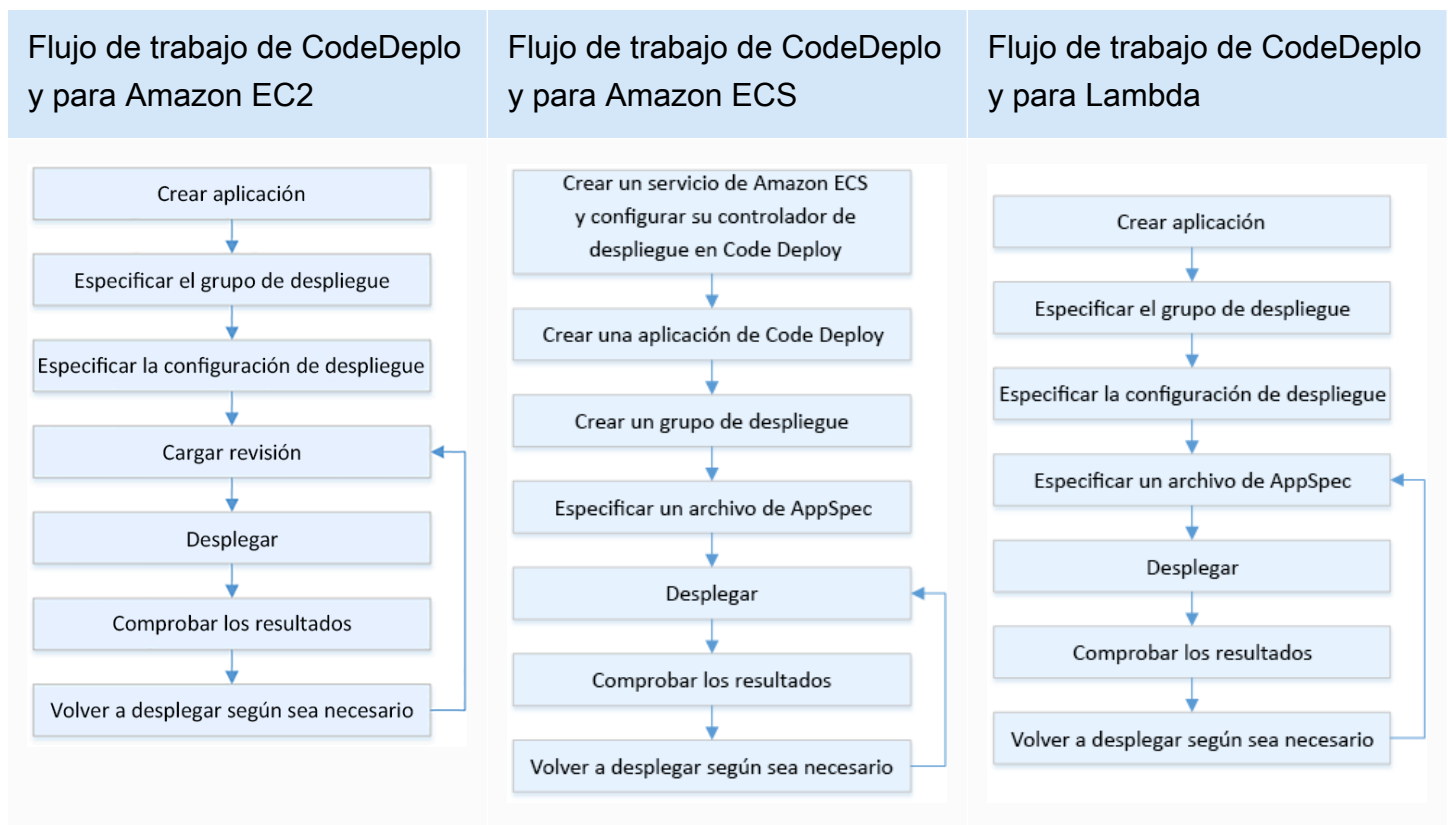 Flujo de trabajo de CodeDeplo
y para Amazon EC2
Flujo de trabajo de CodeDeplo
y para Amazon ECS
Flujo de trabajo de CodeDeplo
y para Lambda
Crear aplicación
Especificar el grupo de despliegue
Especificar la configuración de despliegue
Cargar revisión
Desplegar
Comprobar los resultados
Volver a desplegar según sea necesario
Crear un servicio de Amazon ECS
y configurar su controlador de
despliegue en Code Deploy
Crear una aplicación de Code Deploy
Crear un grupo de despliegue
Especificar un archivo de AppSpec
Desplegar
Comprobar los resultados
Volver a desplegar según sea necesario
Crear aplicación
Especificar el grupo de despliegue
Especificar la configuración de despliegue
Especificar un archivo de AppSpec
Desplegar
Comprobar los resultados
Volver a desplegar según sea necesario